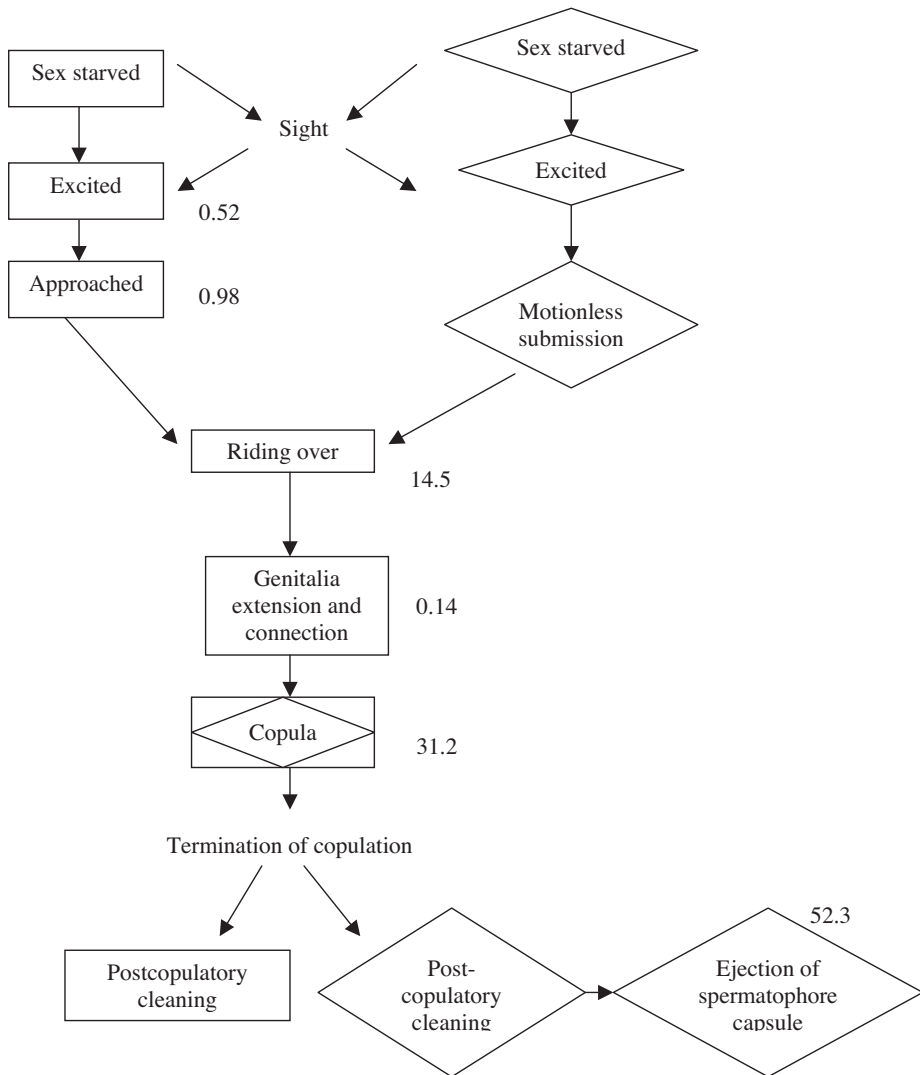 Sex starved
Sex starved
Sight
Excited
0.52
Excited
Approached
0.98
Motionless
submission
Riding over
14.5
Genitalia
extension and
connection
0.14
Copula
31.2
Termination of copulation
Postcopulatory
cleaning
Post-
copulatory
cleaning
52.3
Ejection of
spermatophore
capsule